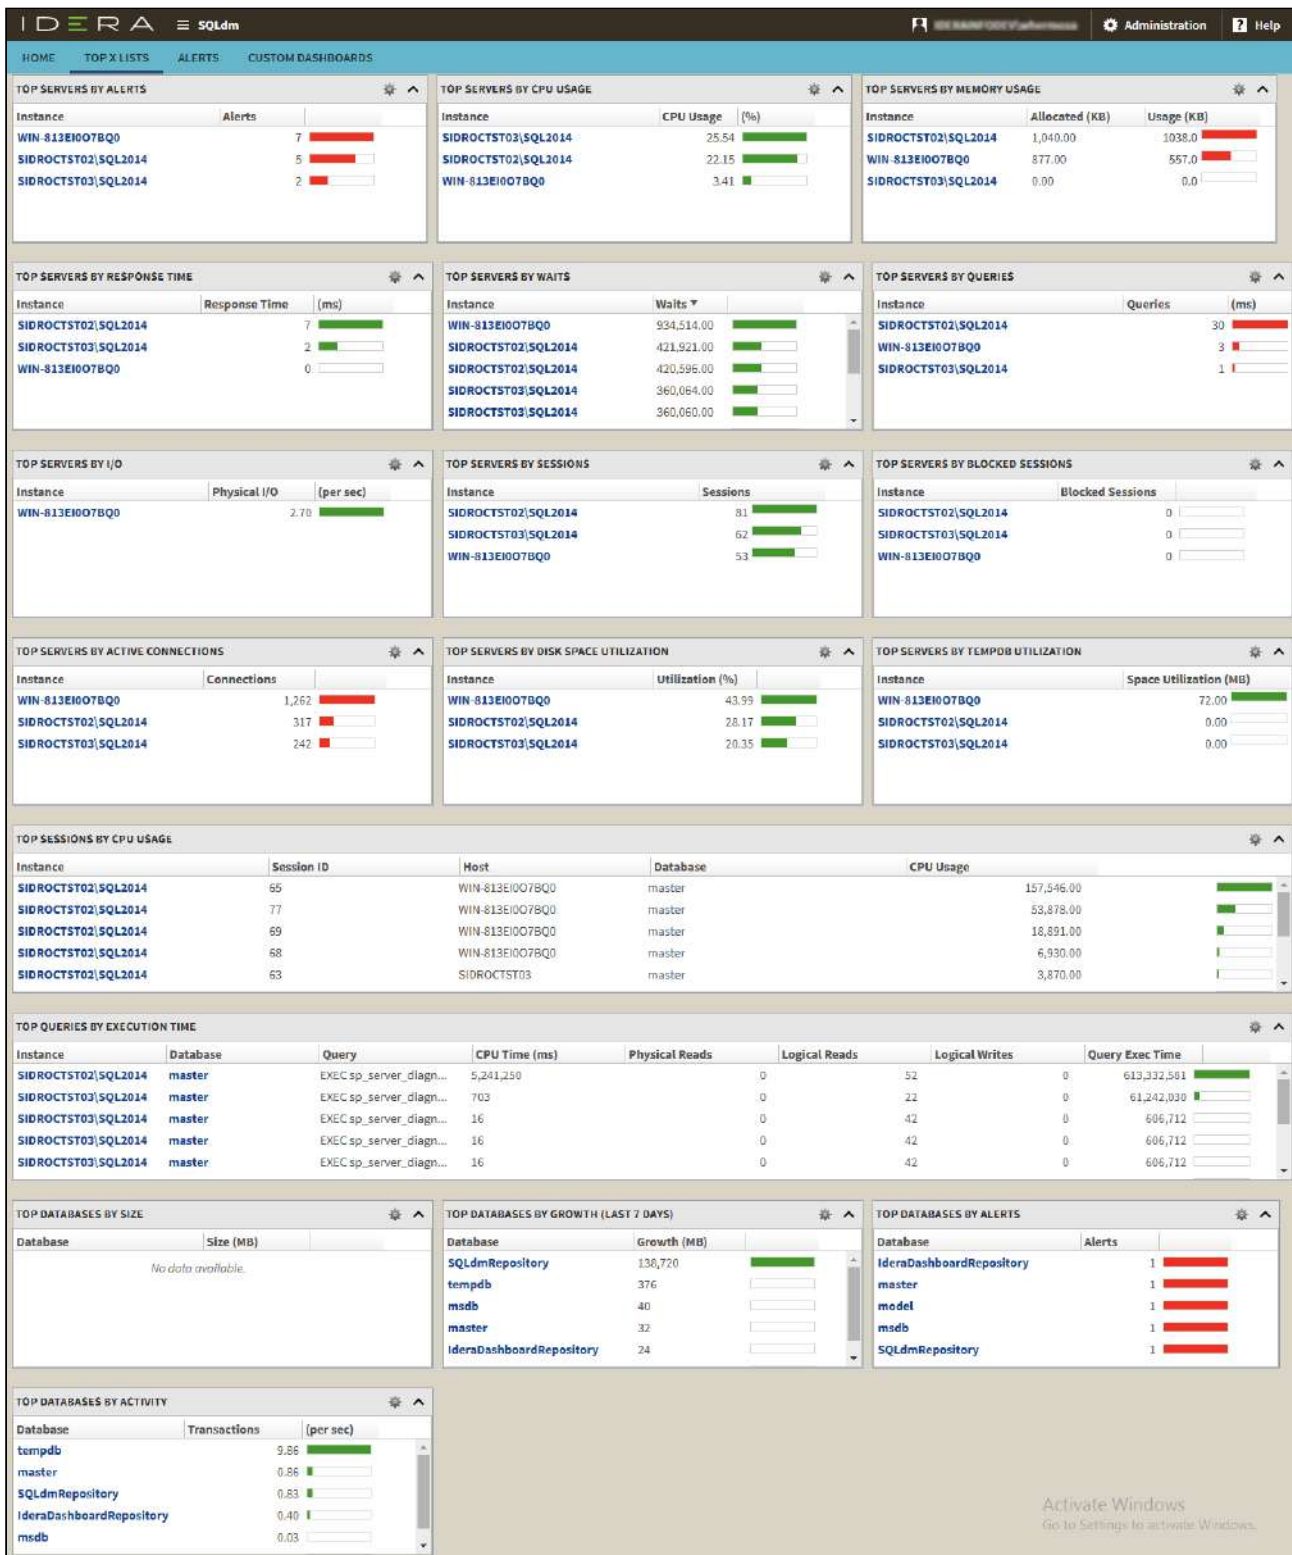 IDERA SQLdm Administration ? Help
HOME TOP X LISTS ALERTS CUSTOM DASHBOARDS
TOP SERVERS BY ALERTS
Instance Alerts
WIN-813EI0O7BQ0 7
SIDROCTST02\SQL2014 5
SIDROCTST03\SQL2014 2
TOP SERVERS BY CPU USAGE
Instance CPU Usage (%)
SIDROCTST03\SQL2014 25.54
SIDROCTST02\SQL2014 22.15
WIN-813EI0O7BQ0 3.41
TOP SERVERS BY MEMORY USAGE
Instance Allocated (KB) Usage (KB)
SIDROCTST02\SQL2014 1,040.00 1038.0
WIN-813EI0O7BQ0 877.00 557.0
SIDROCTST03\SQL2014 0.00 0.0
TOP SERVERS BY RESPONSE TIME
Instance Response Time (ms)
SIDROCTST02\SQL2014 7
SIDROCTST03\SQL2014 2
WIN-813EI0O7BQ0 0
TOP SERVERS BY WAITS
Instance Waits
WIN-813EI0O7BQ0 934,514.00
SIDROCTST02\SQL2014 421,921.00
SIDROCTST02\SQL2014 420,596.00
SIDROCTST03\SQL2014 360,064.00
SIDROCTST03\SQL2014 360,060.00
TOP SERVERS BY QUERIES
Instance Queries (ms)
SIDROCTST02\SQL2014 30
WIN-813EI0O7BQ0 3
SIDROCTST03\SQL2014 1
TOP SERVERS BY I/O
Instance Physical I/O (per sec)
WIN-813EI0O7BQ0 2.70
TOP SERVERS BY SESSIONS
Instance Sessions
SIDROCTST02\SQL2014 81
SIDROCTST03\SQL2014 62
WIN-813EI0O7BQ0 53
TOP SERVERS BY BLOCKED SESSIONS
Instance Blocked Sessions
SIDROCTST02\SQL2014 0
SIDROCTST03\SQL2014 0
WIN-813EI0O7BQ0 0
TOP SERVERS BY ACTIVE CONNECTIONS
Instance Connections
WIN-813EI0O7BQ0 1,262
SIDROCTST02\SQL2014 317
SIDROCTST03\SQL2014 242
TOP SERVERS BY DISK SPACE UTILIZATION
Instance Utilization (%)
WIN-813EI0O7BQ0 43.99
SIDROCTST02\SQL2014 28.17
SIDROCTST03\SQL2014 20.35
TOP SERVERS BY TEMPDB UTILIZATION
Instance Space Utilization (MB)
WIN-813EI0O7BQ0 72.00
SIDROCTST02\SQL2014 0.00
SIDROCTST03\SQL2014 0.00
TOP SESSIONS BY CPU USAGE
Instance Session ID Host Database CPU Usage
SIDROCTST02\SQL2014 65 WIN-813EI0O7BQ0 master 157,546.00
SIDROCTST02\SQL2014 77 WIN-813EI0O7BQ0 master 53,878.00
SIDROCTST02\SQL2014 69 WIN-813EI0O7BQ0 master 18,891.00
SIDROCTST02\SQL2014 68 WIN-813EI0O7BQ0 master 6,930.00
SIDROCTST02\SQL2014 63 SIDROCTST03 master 3,870.00
TOP QUERIES BY EXECUTION TIME
Instance Database Query CPU Time (ms) Physical Reads Logical Reads Logical Writes Query Exec Time
SIDROCTST02\SQL2014 master EXEC sp_server_diagn... 5,241,250 0 52 0 613,332,581
SIDROCTST02\SQL2014 master EXEC sp_server_diagn... 703 0 22 0 61,242,030
SIDROCTST03\SQL2014 master EXEC sp_server_diagn... 16 0 42 0 606,712
SIDROCTST03\SQL2014 master EXEC sp_server_diagn... 16 0 42 0 606,712
SIDROCTST03\SQL2014 master EXEC sp_server_diagn... 16 0 42 0 606,712
TOP DATABASES BY SIZE
Database Size (MB)
No data available.
TOP DATABASES BY GROWTH (LAST 7 DAYS)
Database Growth (MB)
SQLdmRepository 138,720
tempdb 376
msdb 40
master 32
IderaDashboardRepository 24
TOP DATABASES BY ALERTS
Database Alerts
IderaDashboardRepository 1
master 1
model 1
msdb 1
SQLdmRepository 1
TOP DATABASES BY ACTIVITY
Database Transactions (per sec)
tempdb 9.86
master 0.86
SQLdmRepository 0.83
IderaDashboardRepository 0.40
msdb 0.03
Activate Windows
Go to Settings to activate Windows.